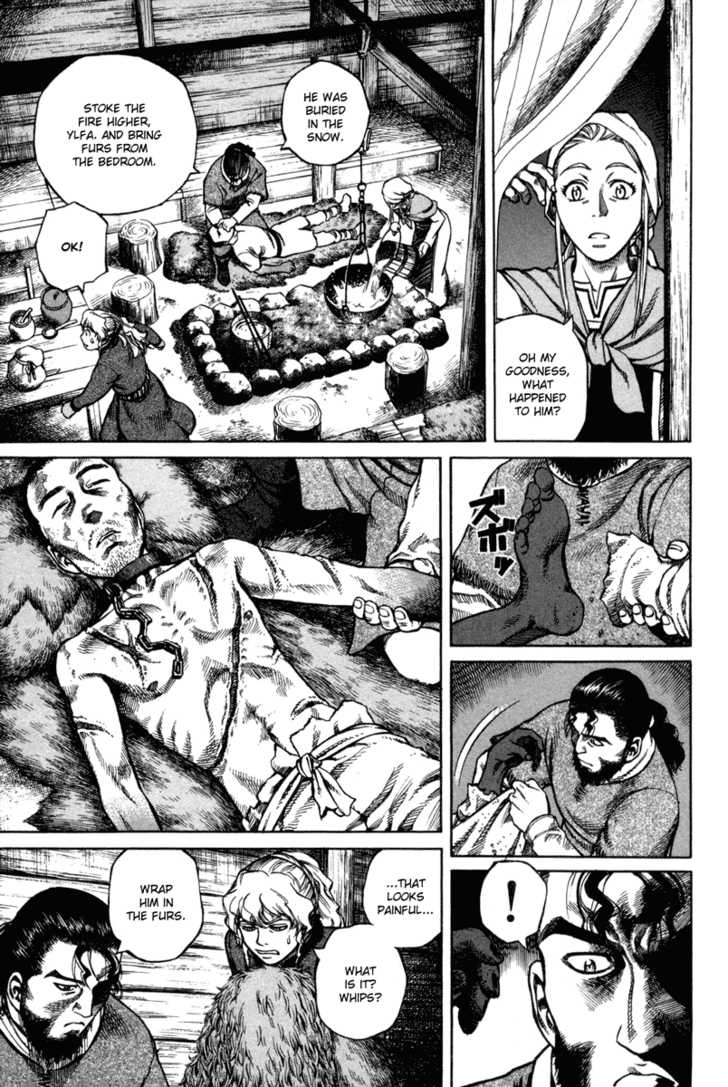 OH MY
GOODNESS,
WHAT
HAPPENED
TO HIM?
HE WAS
BURIED
IN THE
SNOW.
STOKE THE
FIRE HIGHER,
YLFA. AND BRING
FURS FROM
THE BEDROOM.
OK!
ズボッ
!
...THAT
LOOKS
PAINFUL...
WHAT
IS IT?
WHIPS?
WRAP
HIM IN
THE FURS.